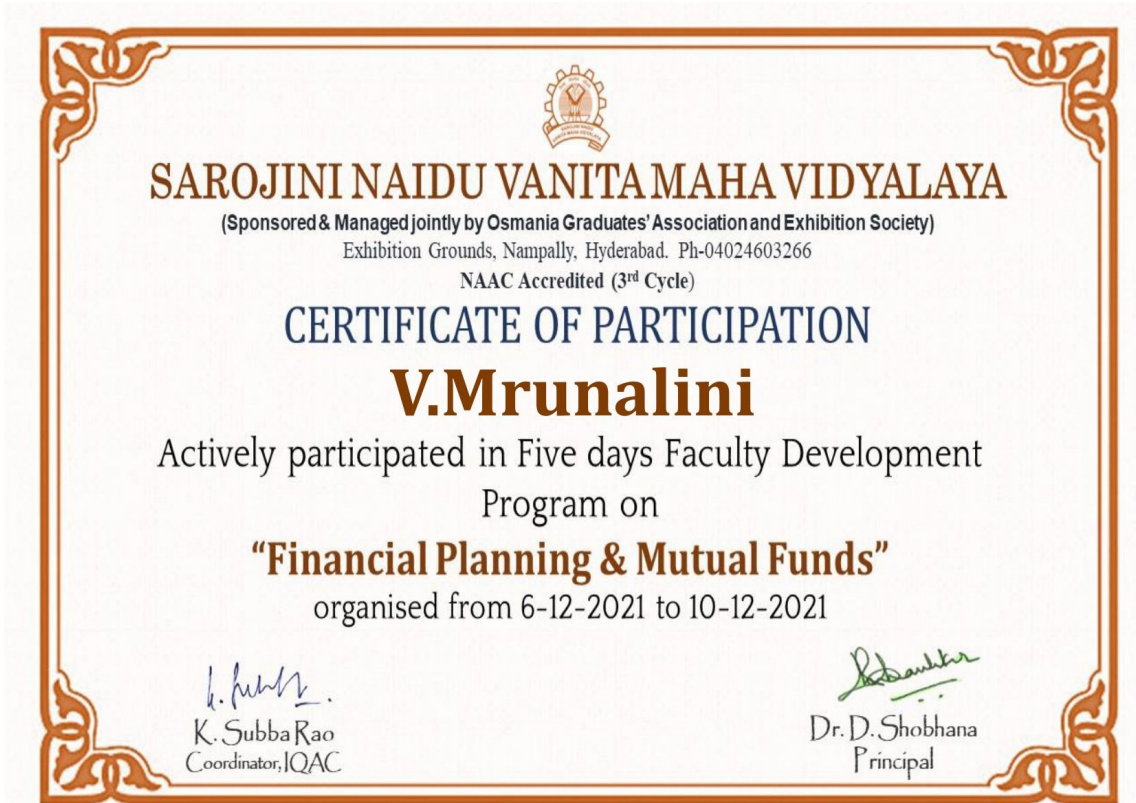 SAROJINI NAIDU VANITA MAHA VIDYALAYA
(Sponsored & Managed jointly by Osmania Graduates' Association and Exhibition Society)
Exhibition Grounds, Nampally, Hyderabad. Ph-04024603266
NAAC Accredited (3rd Cycle)
CERTIFICATE OF PARTICIPATION
V.Mrunalini
Actively participated in Five days Faculty Development
Program on
“Financial Planning & Mutual Funds”
organised from 6-12-2021 to 10-12-2021
K. Subba Rao
Coordinator, IQAC
Dr. D. Shobhana
Principal